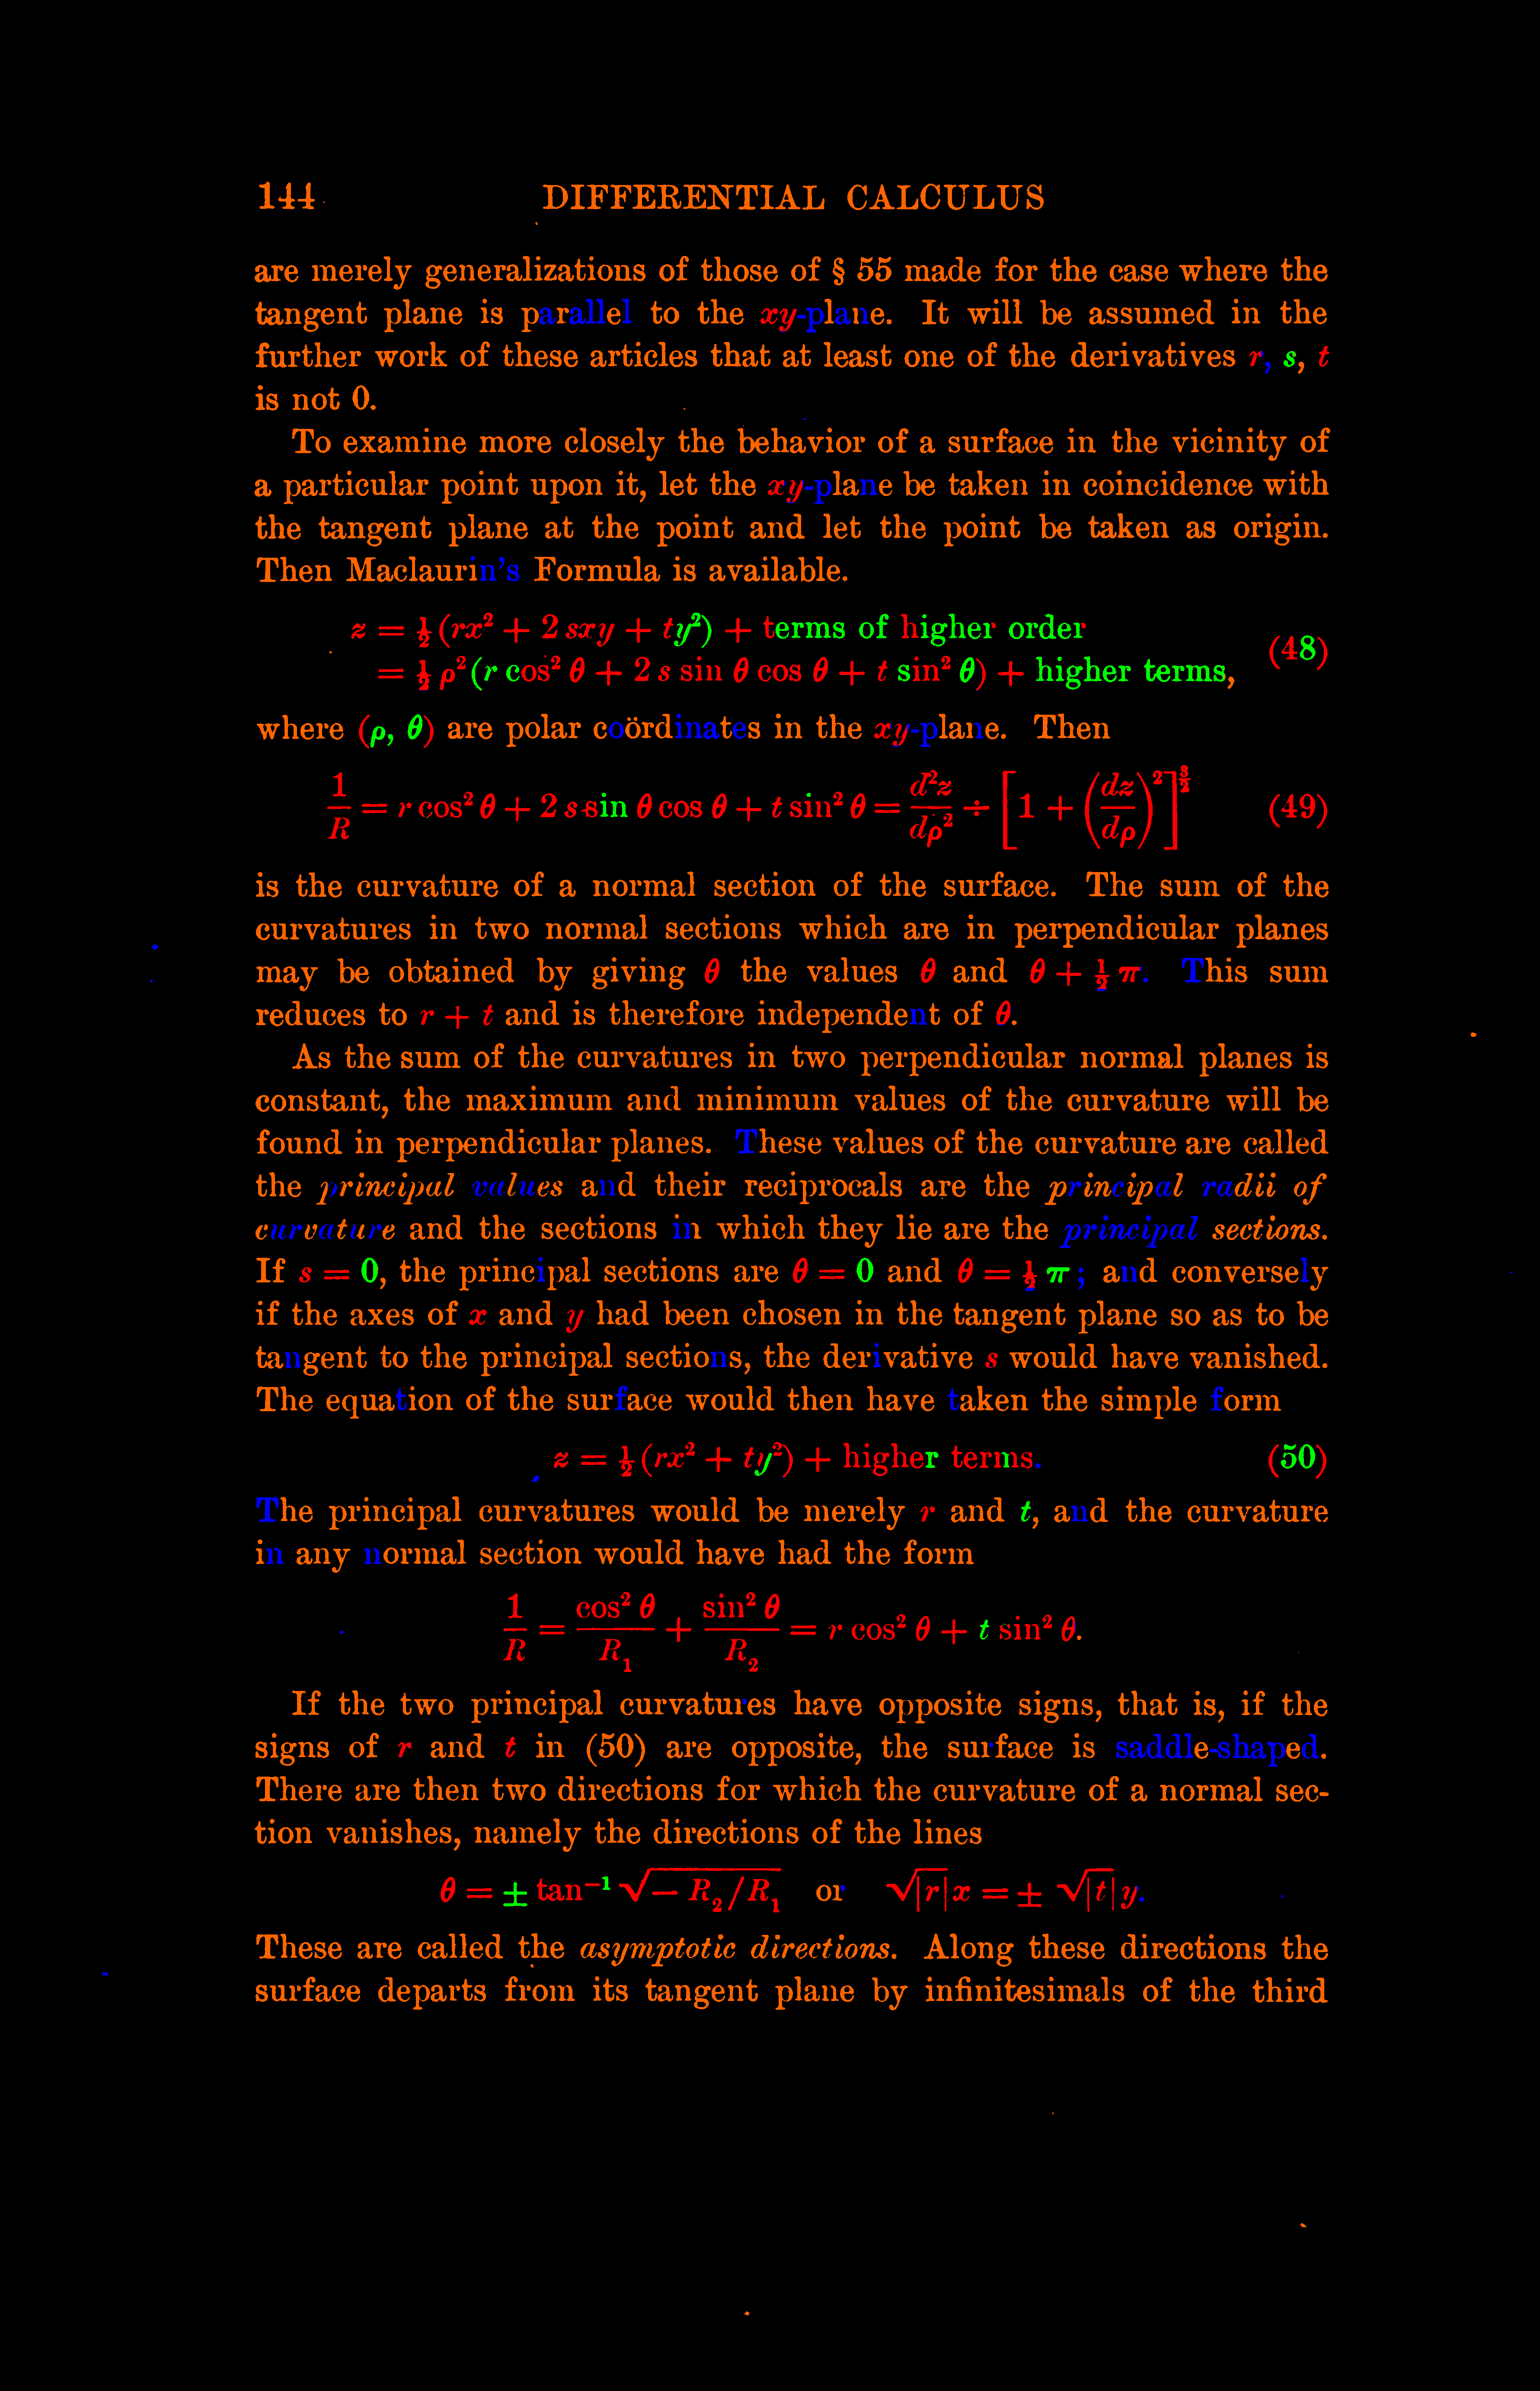 144 DIFFERENTIAL CALCULUS
are merely generalizations of those of § 55 made for the case where the
tangent plane is parallel to the xy-plane. It will be assumed in the
further work of these articles that at least one of the derivatives r, s, t
is not 0.
To examine more closely the behavior of a surface in the vicinity of
a particular point upon it, let the xy-plane be taken in coincidence with
the tangent plane at the point and let the point be taken as origin.
Then Maclaurin's Formula is available.
z = ½ (rx² + 2 sxy + ty²) + terms of higher order
= ½ ρ² (r cos² θ + 2 s sin θ cos θ + t sin² θ) + higher terms, (48)
where (ρ, θ) are polar coördinates in the xy-plane. Then
1/R = r cos² θ + 2 s sin θ cos θ + t sin² θ = d²z/dρ² ÷ [1 + (dz/dρ)²]^(3/2) (49)
is the curvature of a normal section of the surface. The sum of the
curvatures in two normal sections which are in perpendicular planes
may be obtained by giving θ the values θ and θ + ½ π. This sum
reduces to r + t and is therefore independent of θ.
As the sum of the curvatures in two perpendicular normal planes is
constant, the maximum and minimum values of the curvature will be
found in perpendicular planes. These values of the curvature are called
the principal values and their reciprocals are the principal radii of
curvature and the sections in which they lie are the principal sections.
If s = 0, the principal sections are θ = 0 and θ = ½ π; and conversely
if the axes of x and y had been chosen in the tangent plane so as to be
tangent to the principal sections, the derivative s would have vanished.
The equation of the surface would then have taken the simple form
z = ½ (rx² + ty²) + higher terms. (50)
The principal curvatures would be merely r and t, and the curvature
in any normal section would have had the form
1/R = cos² θ/R₁ + sin² θ/R₂ = r cos² θ + t sin² θ.
If the two principal curvatures have opposite signs, that is, if the
signs of r and t in (50) are opposite, the surface is saddle-shaped.
There are then two directions for which the curvature of a normal sec-
tion vanishes, namely the directions of the lines
θ = ± tan⁻¹ √(− R₂/R₁) or √|r| x = ± √|t| y.
These are called the asymptotic directions. Along these directions the
surface departs from its tangent plane by infinitesimals of the third